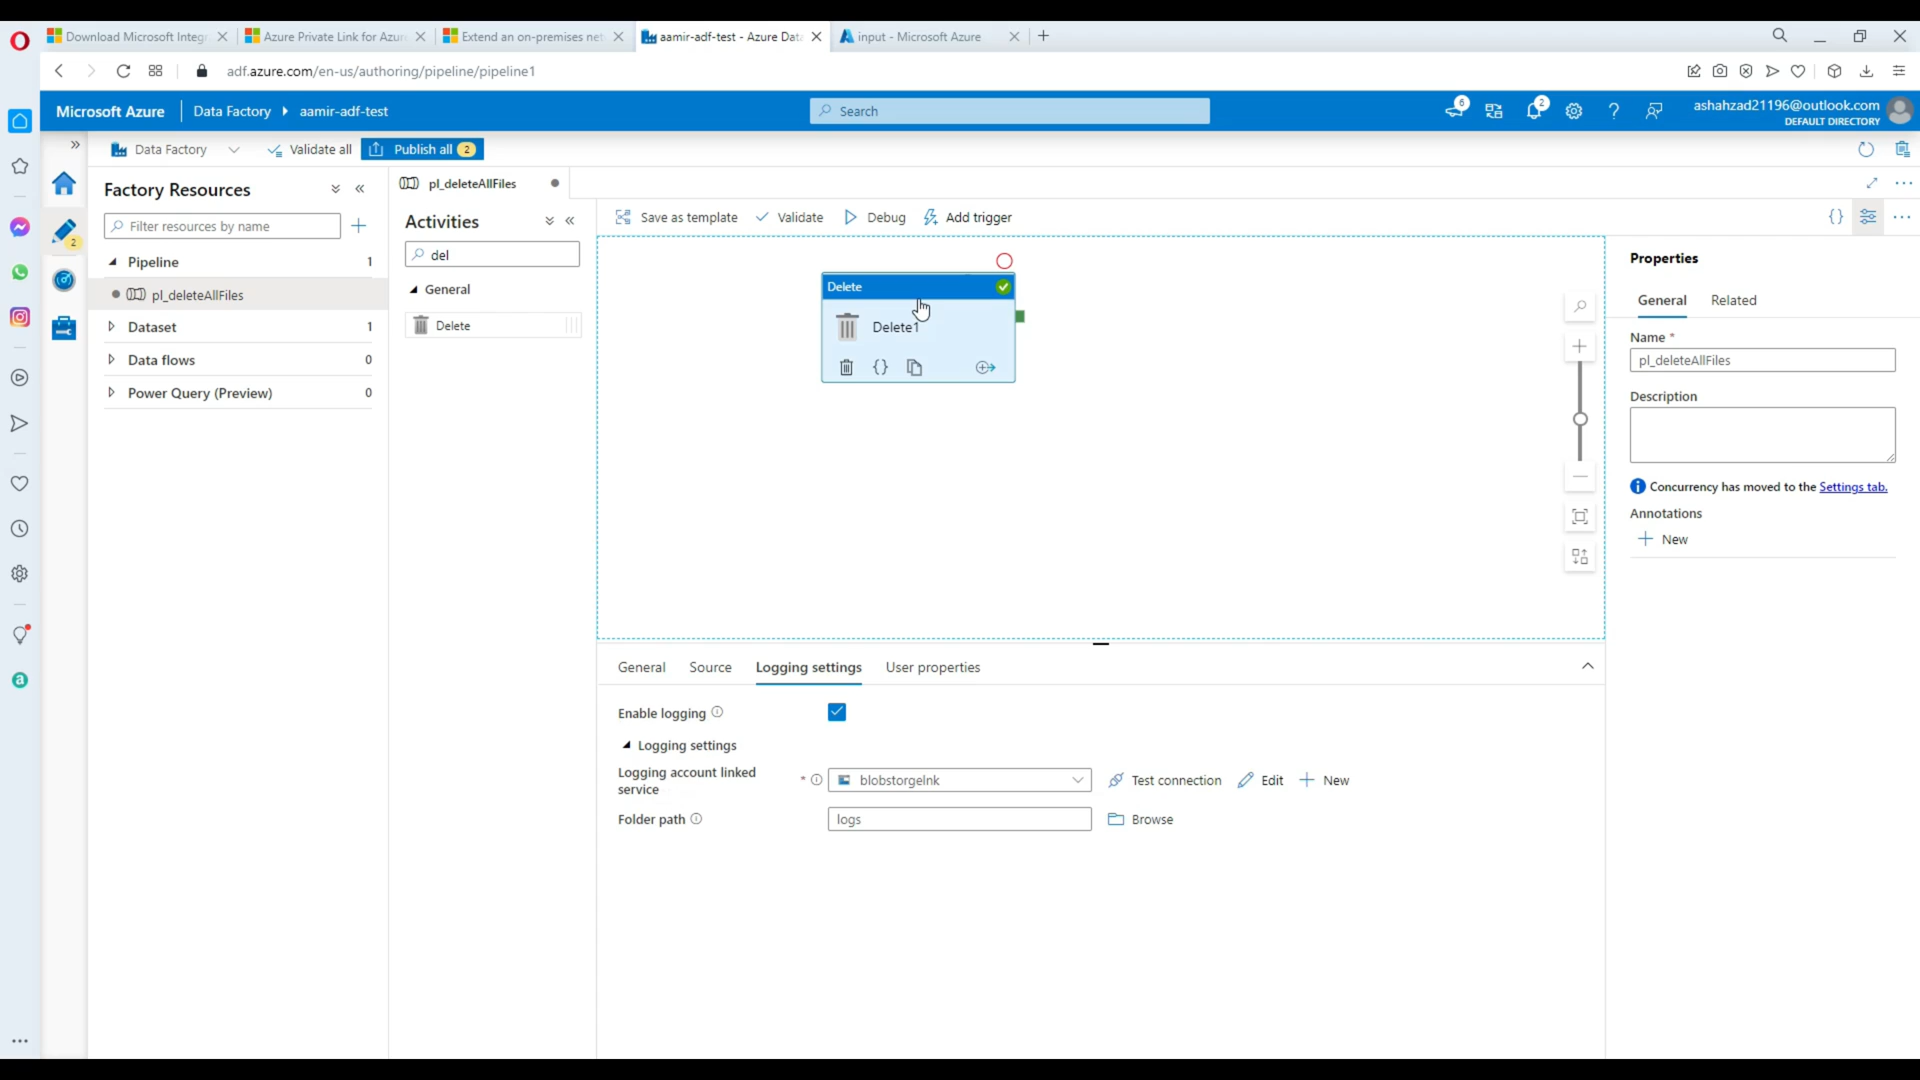 Download Microsoft Integr
Azure Private Link for Azur
Extend an on-premises net
aamir-adf-test - Azure Data
input - Microsoft Azure
adf.azure.com/en-us/authoring/pipeline/pipeline1
Microsoft Azure
Data Factory
aamir-adf-test
Search
6
2
ashahzad21196@outlook.com
DEFAULT DIRECTORY
Data Factory
Validate all
Publish all 2
Factory Resources
Filter resources by name
Pipeline 1
pl_deleteAllFiles
Dataset 1
Data flows 0
Power Query (Preview) 0
2
pl_deleteAllFiles
Activities
del
General
Delete
Save as template
Validate
Debug
Add trigger
Delete
Delete1
General
Source
Logging settings
User properties
Enable logging
Logging settings
Logging account linked
service
*
blobstorgelnk
Test connection
Edit
New
Folder path
logs
Browse
Properties
General
Related
Name *
pl_deleteAllFiles
Description
Concurrency has moved to the Settings tab.
Annotations
New